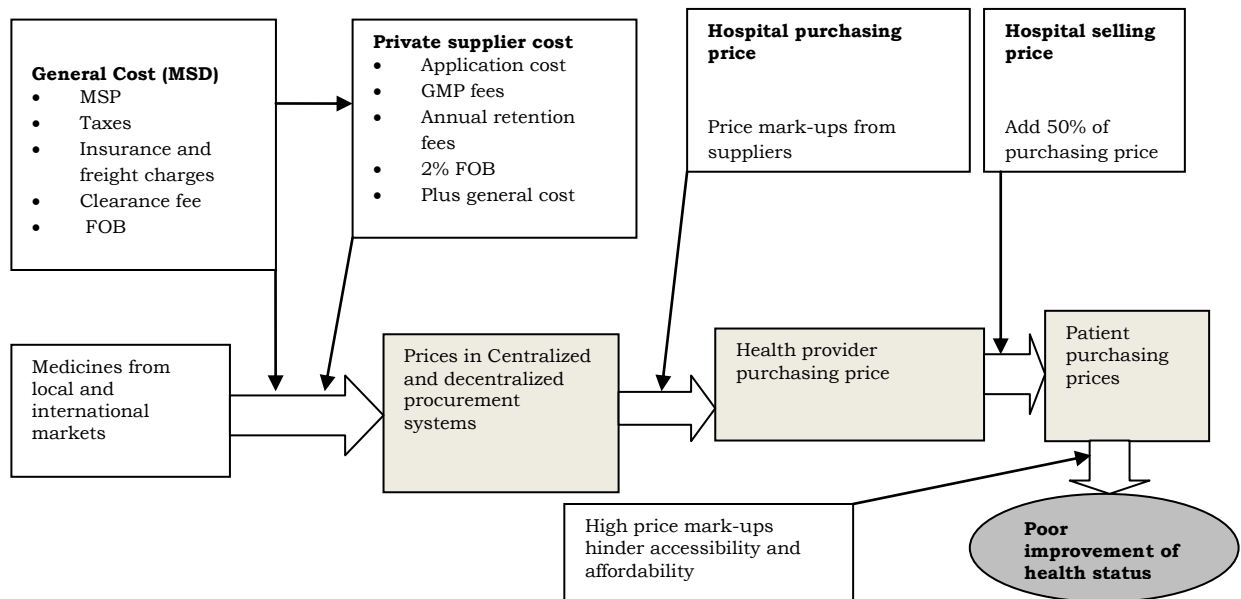 General Cost (MSD)
• MSP
• Taxes
• Insurance and
freight charges
• Clearance fee
• FOB
Private supplier cost
• Application cost
• GMP fees
• Annual retention
fees
• 2% FOB
• Plus general cost
Hospital purchasing
price
Price mark-ups from
suppliers
Hospital selling
price
Add 50% of
purchasing price
Medicines from
local and
international
markets
Prices in Centralized
and decentralized
procurement
systems
Health provider
purchasing price
Patient
purchasing
prices
High price mark-ups
hinder accessibility and
affordability
Poor
improvement of
health status